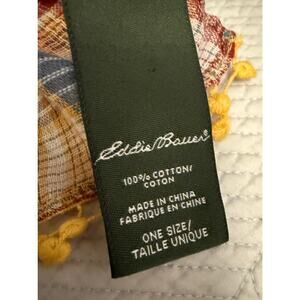 Eddie Bauer®
100% COTTON/
COTON
MADE IN CHINA
FABRIQUE EN CHINE
ONE SIZE/
TAILLE UNIQUE